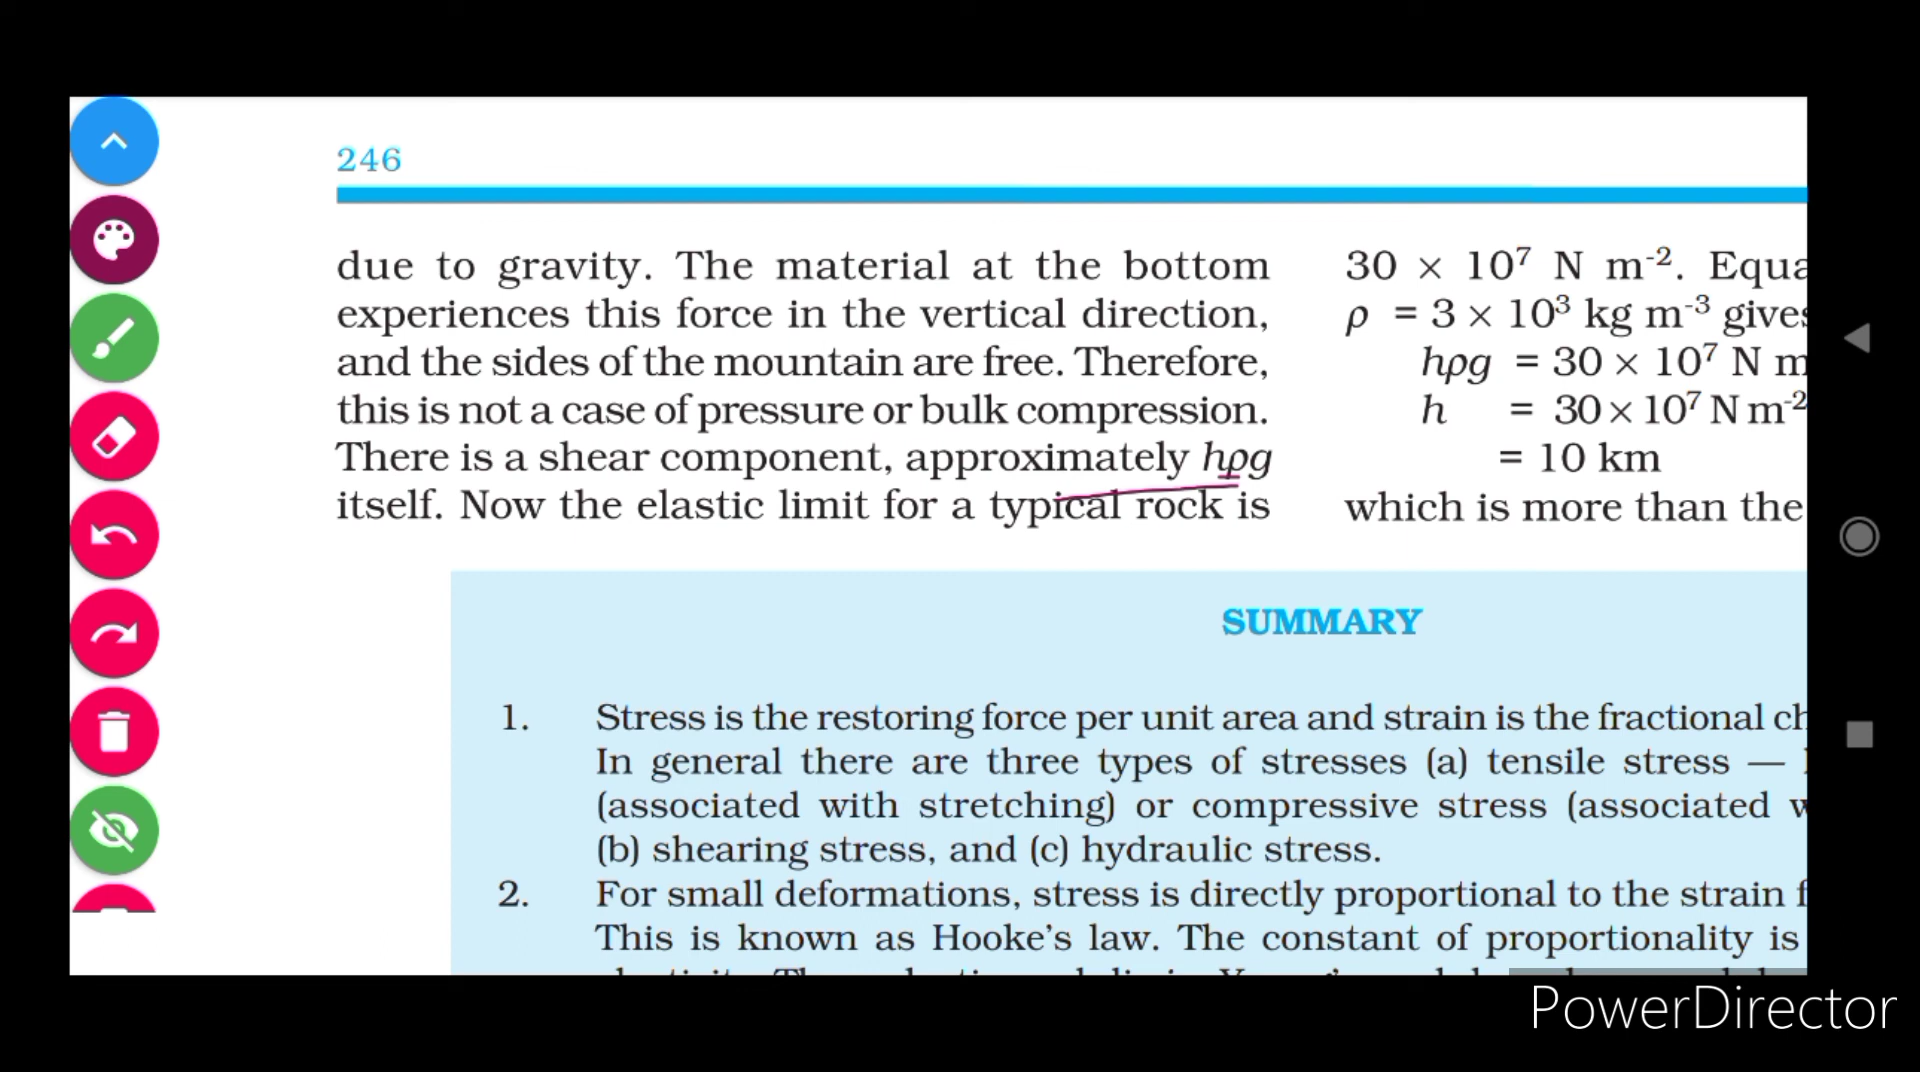 246
due to gravity. The material at the bottom
experiences this force in the vertical direction,
and the sides of the mountain are free. Therefore,
this is not a case of pressure or bulk compression.
There is a shear component, approximately hρg
itself. Now the elastic limit for a typical rock is
30 × 10⁷ N m⁻². Equa
ρ = 3 × 10³ kg m⁻³ gives
hρg = 30 × 10⁷ N m
h = 30 × 10⁷ N m⁻²
= 10 km
which is more than the
SUMMARY
1. Stress is the restoring force per unit area and strain is the fractional ch
In general there are three types of stresses (a) tensile stress —
(associated with stretching) or compressive stress (associated w
(b) shearing stress, and (c) hydraulic stress.
2. For small deformations, stress is directly proportional to the strain f
This is known as Hooke's law. The constant of proportionality is
PowerDirector